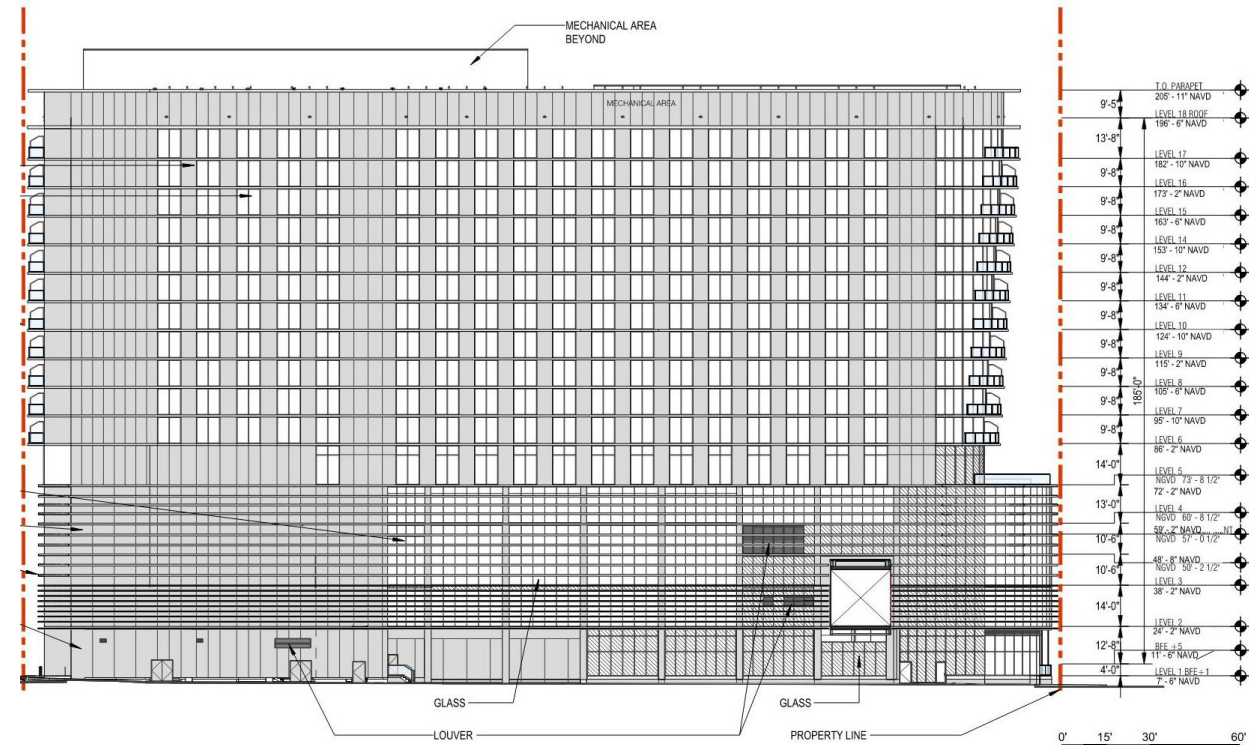 MECHANICAL AREA
BEYOND
MECHANICAL AREA
T.O. PARAPET
205' - 11" NAVD
9'-5"
LEVEL 18 ROOF
196' - 6" NAVD
13'-8"
LEVEL 17
182' - 10" NAVD
9'-8"
LEVEL 16
173' - 2" NAVD
9'-8"
LEVEL 15
163' - 6" NAVD
9'-8"
LEVEL 14
153' - 10" NAVD
9'-8"
LEVEL 12
144' - 2" NAVD
9'-8"
LEVEL 11
134' - 6" NAVD
9'-8"
LEVEL 10
124' - 10" NAVD
9'-8"
LEVEL 9
115' - 2" NAVD
9'-8"
LEVEL 8
105' - 6" NAVD
185'-0"
9'-8"
LEVEL 7
95' - 10" NAVD
9'-8"
LEVEL 6
86' - 2" NAVD
14'-0"
LEVEL 5
NGVD 73' - 8 1/2"
72' - 2" NAVD
13'-0"
LEVEL 4
NGVD 60' - 8 1/2"
59' - 2" NAVD
NGVD 57' - 0 1/2"
10'-6"
48' - 8" NAVD
NGVD 50' - 2 1/2"
10'-6"
LEVEL 3
38' - 2" NAVD
14'-0"
LEVEL 2
24' - 2" NAVD
12'-8"
BFE +5
11' - 6" NAVD
4'-0"
LEVEL 1 BFE+1
7' - 6" NAVD
GLASS
GLASS
LOUVER
PROPERTY LINE
0' 15' 30' 60'